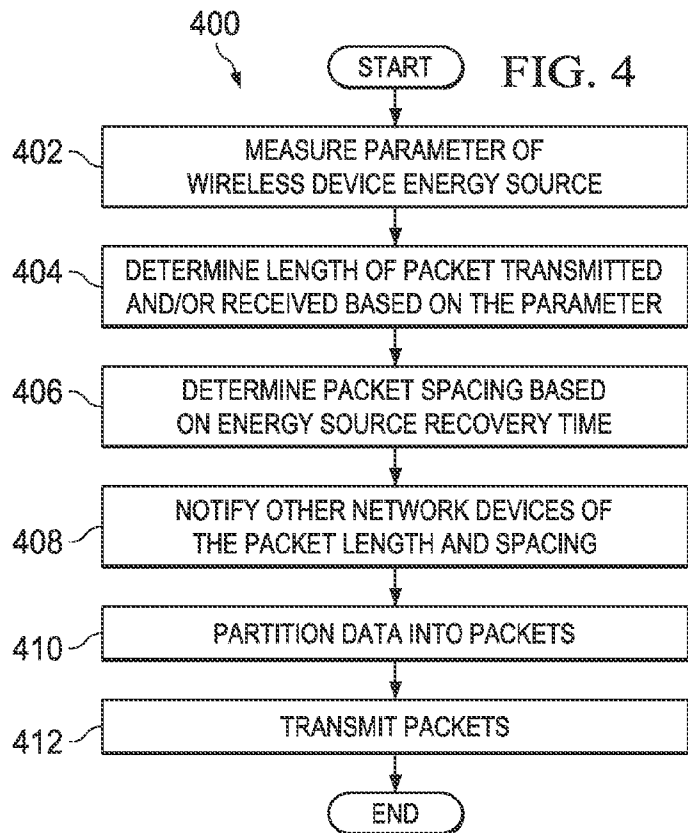 400
START
FIG. 4
402
MEASURE PARAMETER OF
WIRELESS DEVICE ENERGY SOURCE
404
DETERMINE LENGTH OF PACKET TRANSMITTED
AND/OR RECEIVED BASED ON THE PARAMETER
406
DETERMINE PACKET SPACING BASED
ON ENERGY SOURCE RECOVERY TIME
408
NOTIFY OTHER NETWORK DEVICES OF
THE PACKET LENGTH AND SPACING
410
PARTITION DATA INTO PACKETS
412
TRANSMIT PACKETS
END